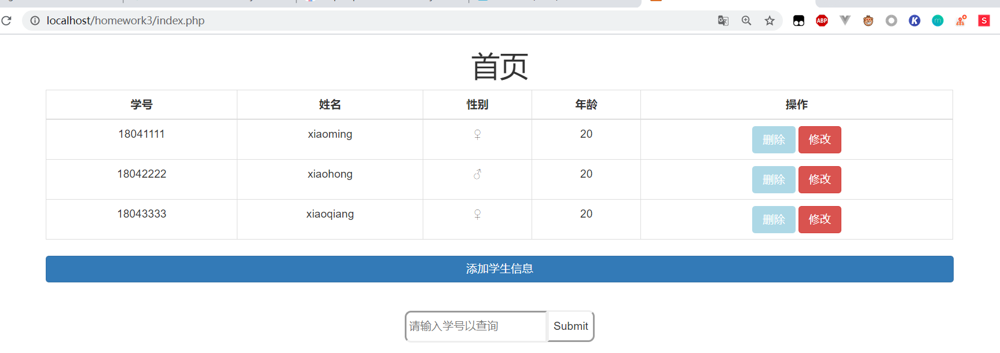 localhost/homework3/index.php
ABP
K
m
S
首页
学号 姓名 性别 年龄 操作
18041111 xiaoming ♀ 20 删除 修改
18042222 xiaohong ♂ 20 删除 修改
18043333 xiaoqiang ♀ 20 删除 修改
添加学生信息
请输入学号以查询 Submit